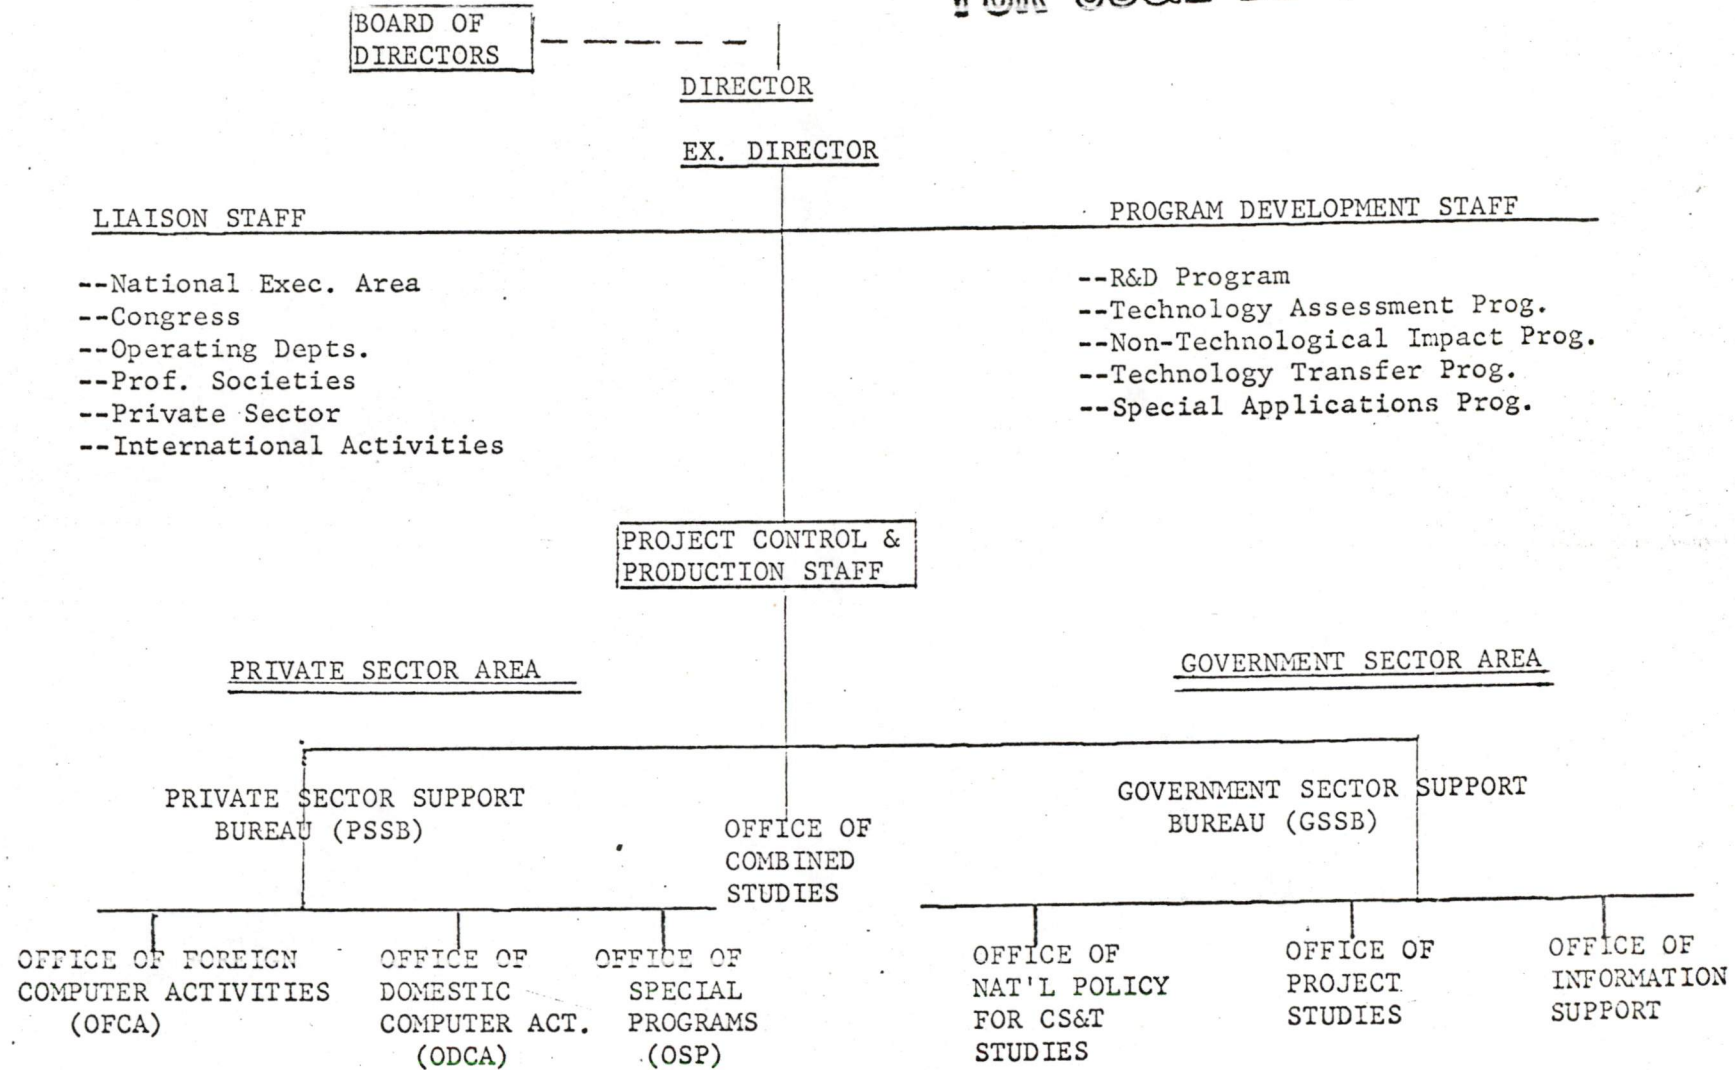 FOR
BOARD OF
DIRECTORS
DIRECTOR
EX. DIRECTOR
LIAISON STAFF
--National Exec. Area
--Congress
--Operating Depts.
--Prof. Societies
--Private Sector
--International Activities
PROGRAM DEVELOPMENT STAFF
--R&D Program
--Technology Assessment Prog.
--Non-Technological Impact Prog.
--Technology Transfer Prog.
--Special Applications Prog.
PROJECT CONTROL &
PRODUCTION STAFF
PRIVATE SECTOR AREA
GOVERNMENT SECTOR AREA
PRIVATE SECTOR SUPPORT
BUREAU (PSSB)
OFFICE OF
COMBINED
STUDIES
GOVERNMENT SECTOR SUPPORT
BUREAU (GSSB)
OFFICE OF FOREIGN
COMPUTER ACTIVITIES
(OFCA)
OFFICE OF
DOMESTIC
COMPUTER ACT.
(ODCA)
OFFICE OF
SPECIAL
PROGRAMS
(OSP)
OFFICE OF
NAT'L POLICY
FOR CS&T
STUDIES
OFFICE OF
PROJECT
STUDIES
OFFICE OF
INFORMATION
SUPPORT